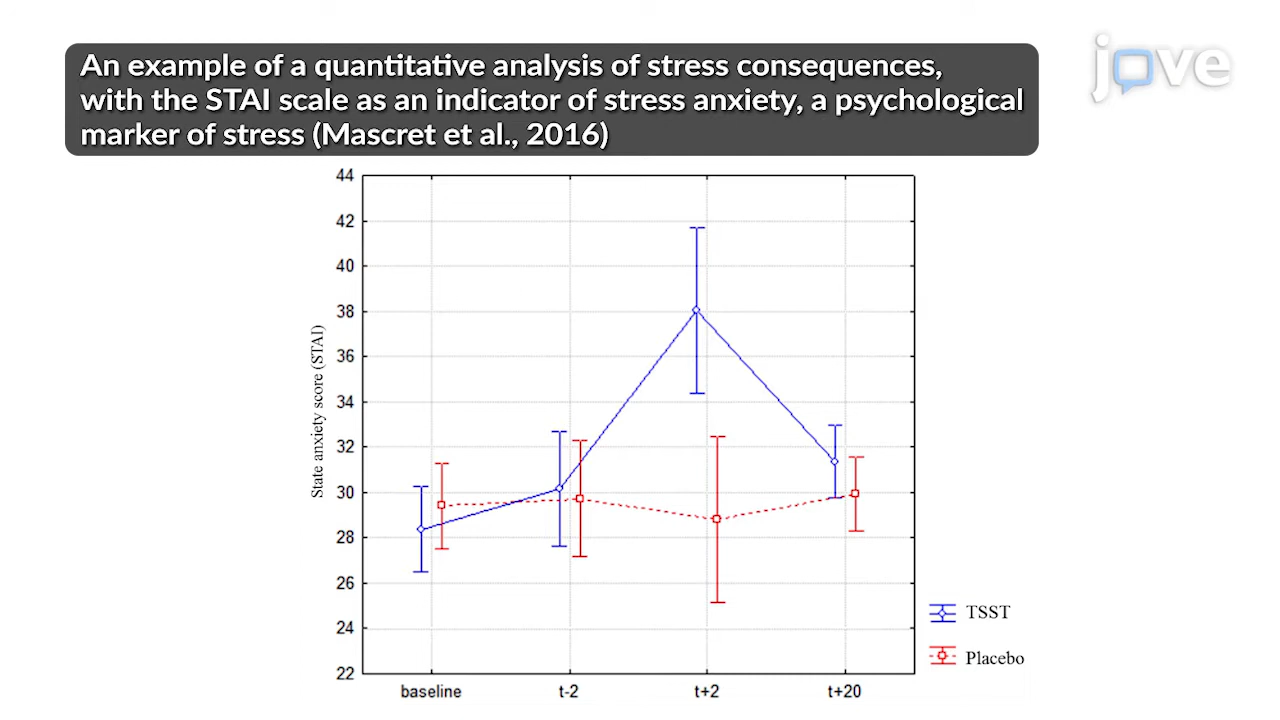 An example of a quantitative analysis of stress consequences,
with the STAI scale as an indicator of stress anxiety, a psychological
marker of stress (Mascret et al., 2016)
jove
44
42
40
38
36
34
32
30
28
26
24
22
State anxiety score (STAI)
baseline t-2 t+2 t+20
TSST
Placebo